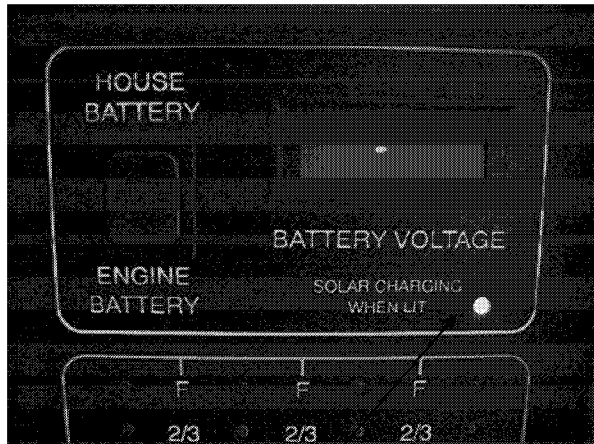 HOUSE
BATTERY
BATTERY VOLTAGE
ENGINE
BATTERY
SOLAR CHARGING
WHEN LIT
F F F
2/3 2/3 2/3